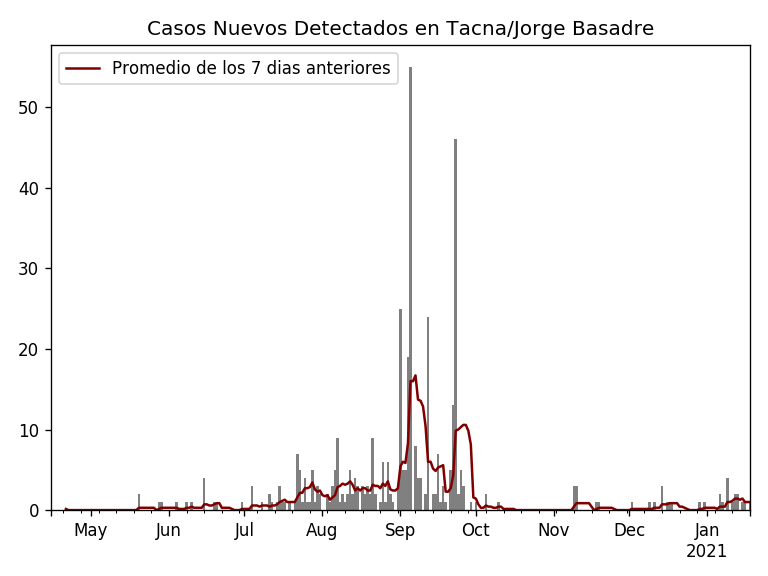 Casos Nuevos Detectados en Tacna/Jorge Basadre
Promedio de los 7 dias anteriores
50
40
30
20
10
0
May Jun Jul Aug Sep Oct Nov Dec Jan
2021